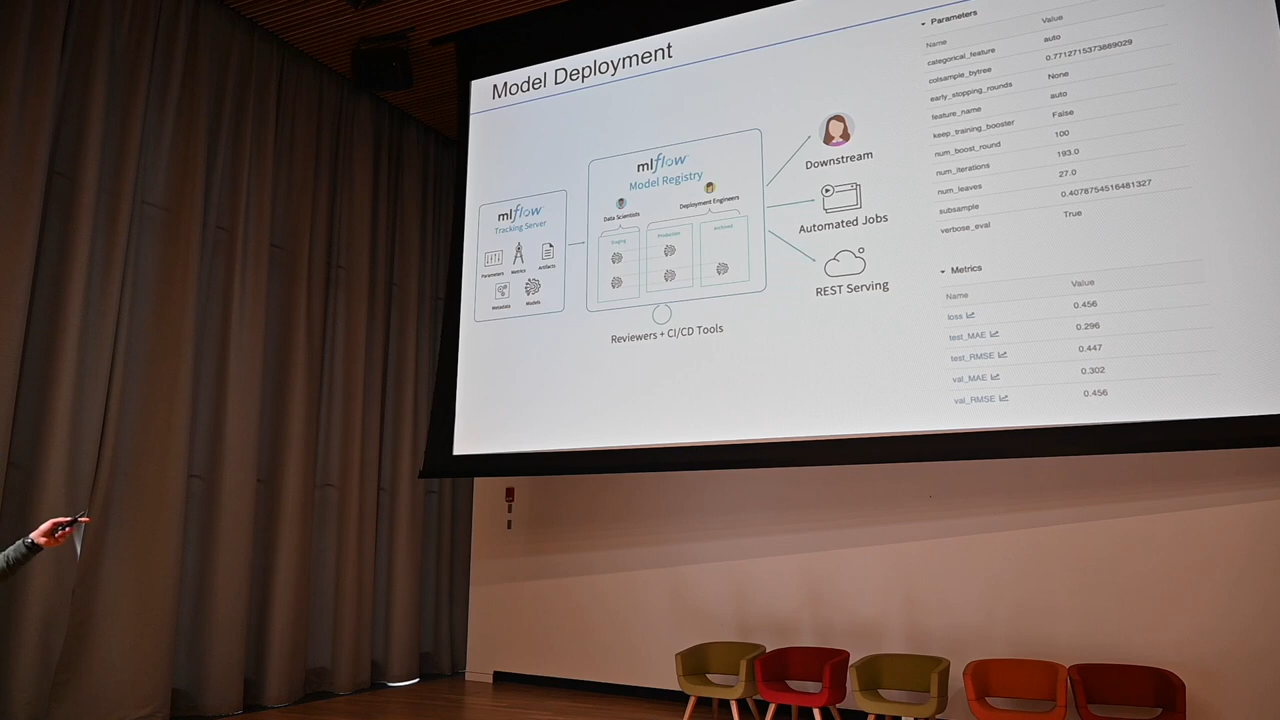 Model Deployment
mlflow
Tracking Server
Parameters
Metrics
Artifacts
Metadata
Models
mlflow
Model Registry
Data Scientists
Deployment Engineers
Staging
Production
Archived
Reviewers + CI/CD Tools
Downstream
Automated Jobs
REST Serving
Parameters
Name Value
categorical_feature auto
colsample_bytree 0.7712715373889029
early_stopping_rounds None
feature_name auto
keep_training_booster False
num_boost_round 100
num_iterations 193.0
num_leaves 27.0
subsample 0.4078754516481327
verbose_eval True
Metrics
Name Value
loss 0.456
test_MAE 0.296
test_RMSE 0.447
val_MAE 0.302
val_RMSE 0.456